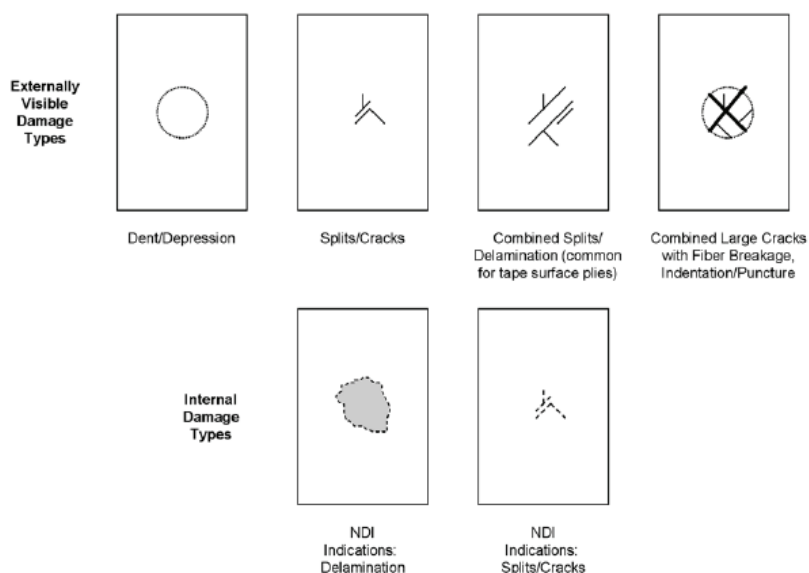 Externally
Visible
Damage
Types
Dent/Depression
Splits/Cracks
Combined Splits/
Delamination (common
for tape surface plies)
Combined Large Cracks
with Fiber Breakage,
Indentation/Puncture
Internal
Damage
Types
NDI
Indications:
Delamination
NDI
Indications:
Splits/Cracks